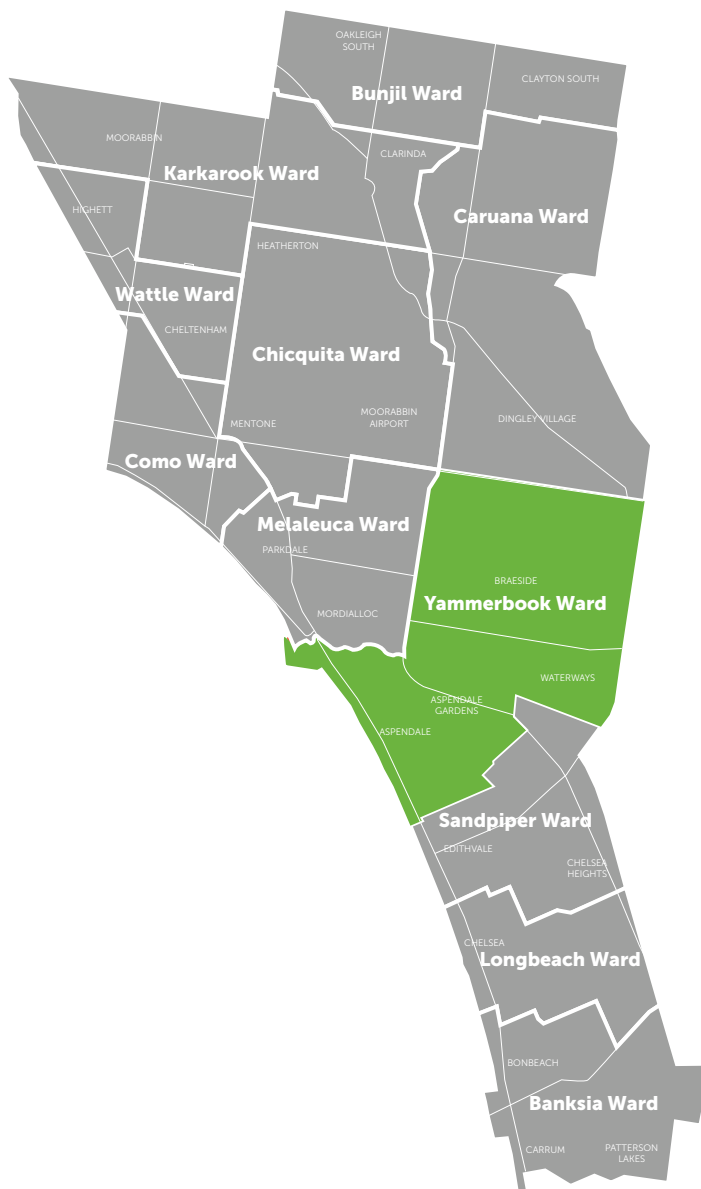 OAKLEIGH
SOUTH
CLAYTON SOUTH
Bunjil Ward
MOORABBIN
CLARINDA
Karkarook Ward
HIGHETT
Caruana Ward
HEATHERTON
Wattle Ward
CHELTENHAM
Chicquita Ward
MOORABBIN
AIRPORT
MENTONE
DINGLEY VILLAGE
Como Ward
Melaleuca Ward
PARKDALE
BRAESIDE
Yammerbook Ward
MORDIALLOC
WATERWAYS
ASPENDALE
GARDENS
ASPENDALE
Sandpiper Ward
EDITHVALE
CHELSEA
HEIGHTS
CHELSEA
Longbeach Ward
BONBEACH
Banksia Ward
CARRUM
PATTERSON
LAKES